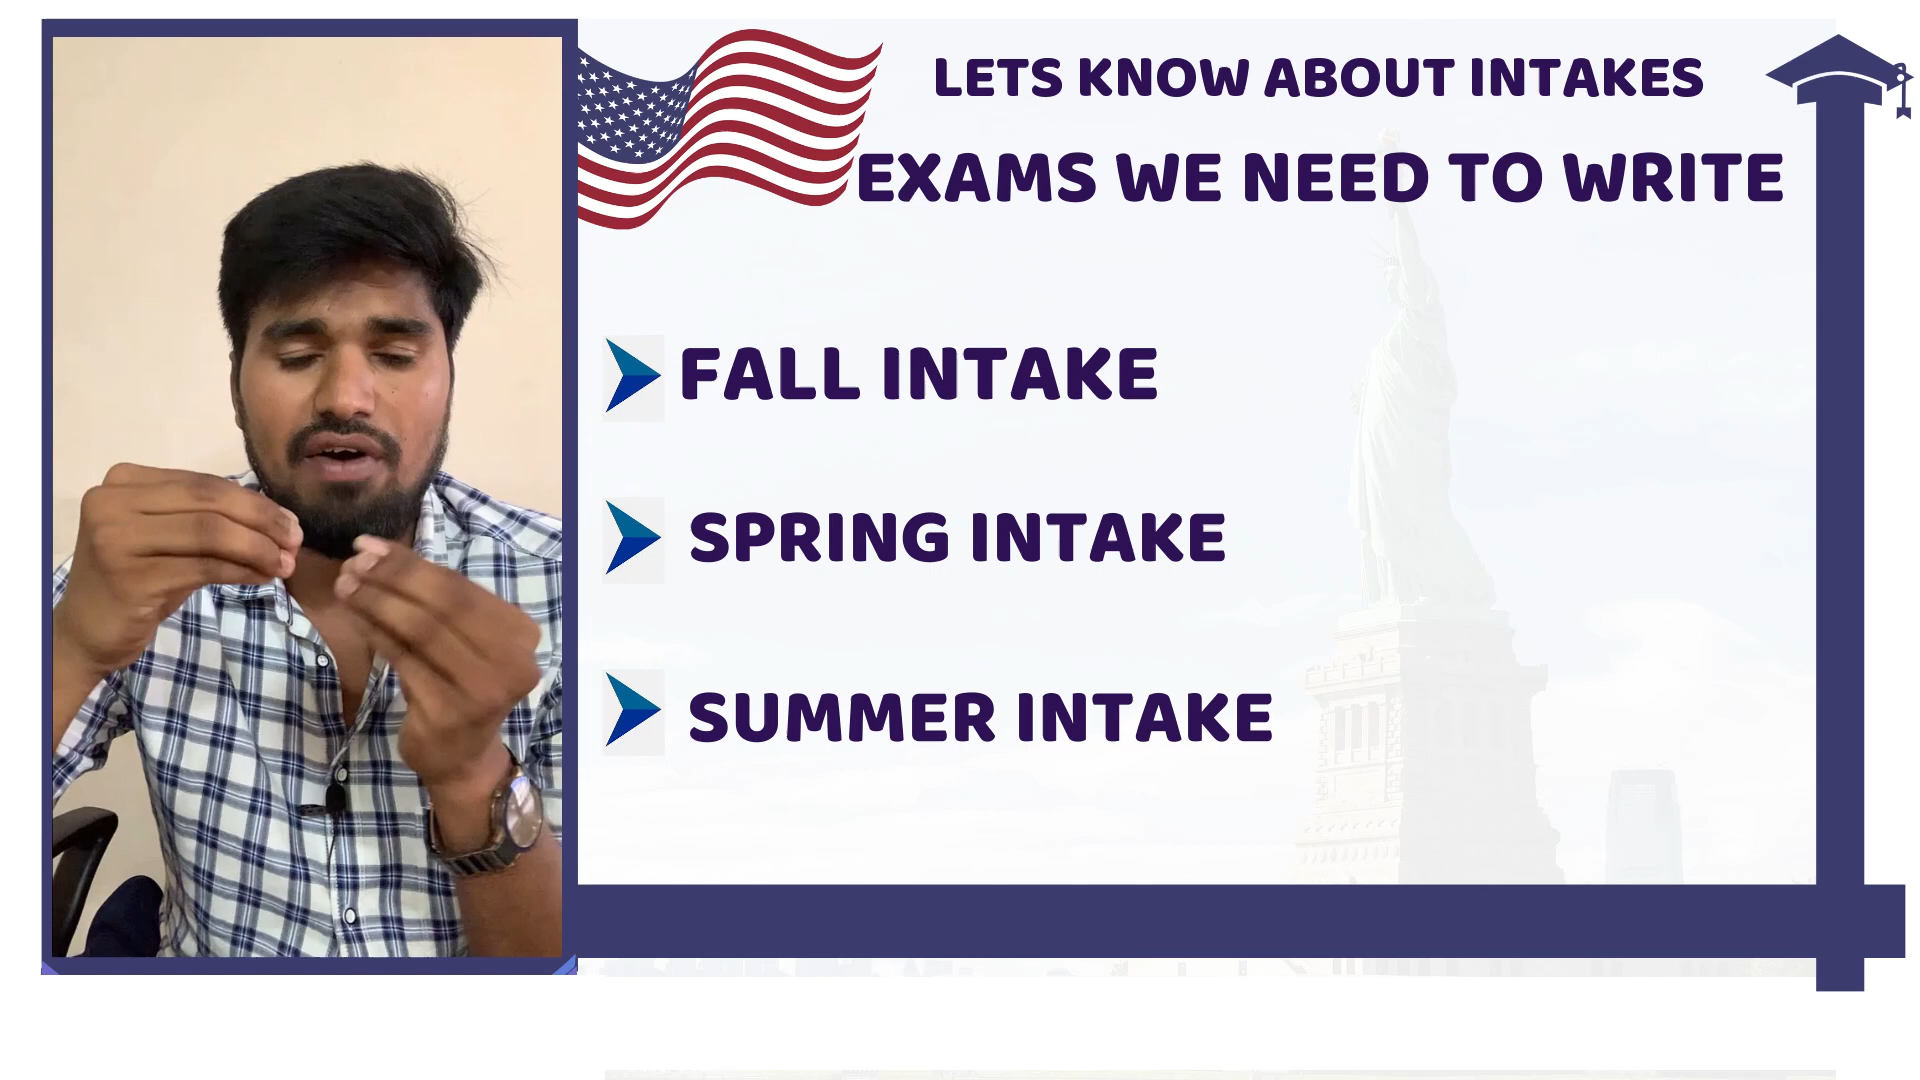 LETS KNOW ABOUT INTAKES
EXAMS WE NEED TO WRITE
FALL INTAKE
SPRING INTAKE
SUMMER INTAKE